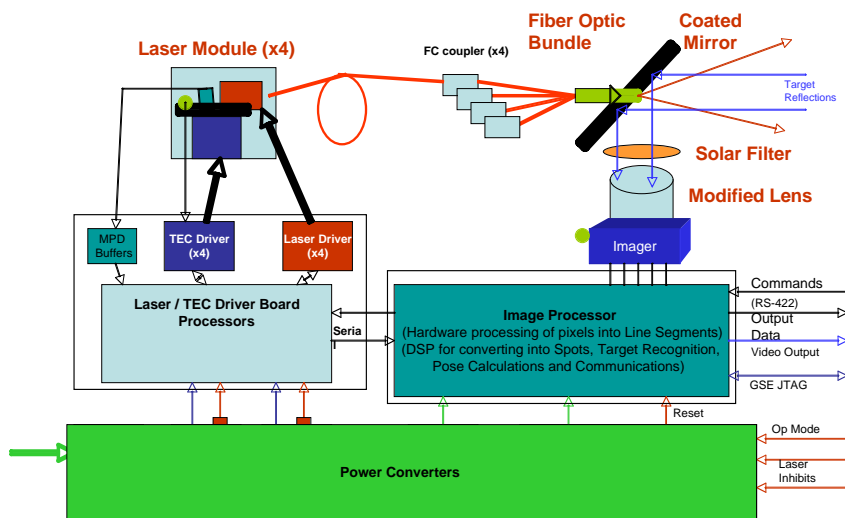 Fiber Optic
Bundle
Coated
Mirror
Laser Module (x4)
FC coupler (x4)
Target
Reflections
Solar Filter
Modified Lens
MPD
Buffers
TEC Driver
(x4)
Laser Driver
(x4)
Imager
Laser / TEC Driver Board
Processors
Seria
l
Image Processor
(Hardware processing of pixels into Line Segments)
(DSP for converting into Spots, Target Recognition,
Pose Calculations and Communications)
Commands
(RS-422)
Output
Data
Video Output
GSE JTAG
Reset
Op Mode
Laser
Inhibits
Power Converters